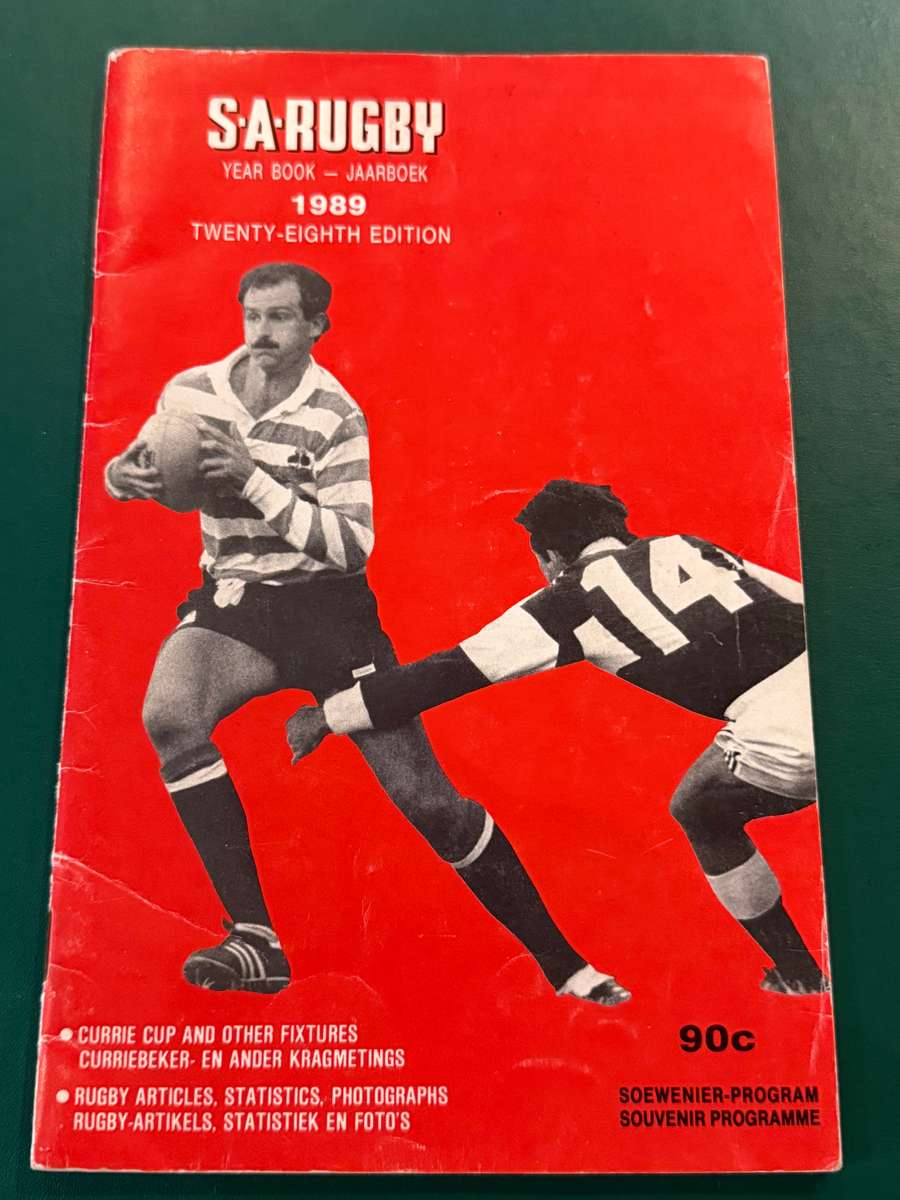 S·A·RUGBY
YEAR BOOK – JAARBOEK
1989
TWENTY-EIGHTH EDITION
14
• CURRIE CUP AND OTHER FIXTURES
CURRIEBEKER- EN ANDER KRAGMETINGS
• RUGBY ARTICLES, STATISTICS, PHOTOGRAPHS
RUGBY-ARTIKELS, STATISTIEK EN FOTO'S
90c
SOEWENIER-PROGRAM
SOUVENIR PROGRAMME